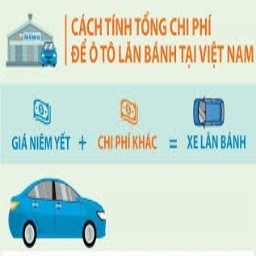 CÁCH TÍNH TỔNG CHI PHÍ
ĐỂ Ô TÔ LĂN BÁNH TẠI VIỆT NAM
GIÁ NIÊM YẾT + CHI PHÍ KHÁC = XE LĂN BÁNH